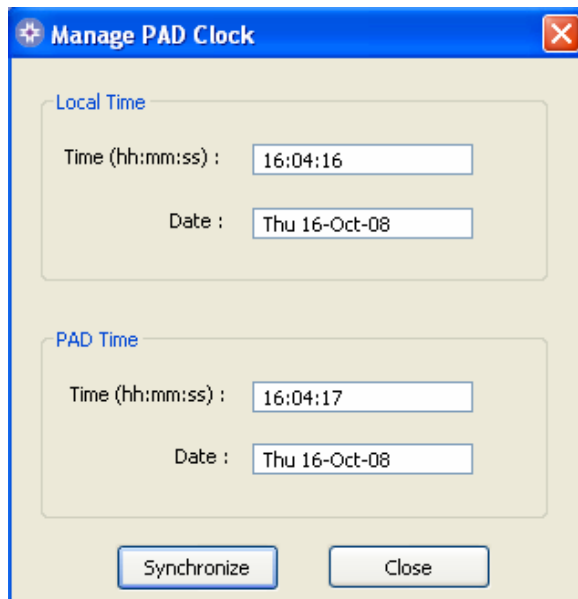 Manage PAD Clock
Local Time
Time (hh:mm:ss) : 16:04:16
Date : Thu 16-Oct-08
PAD Time
Time (hh:mm:ss) : 16:04:17
Date : Thu 16-Oct-08
Synchronize Close